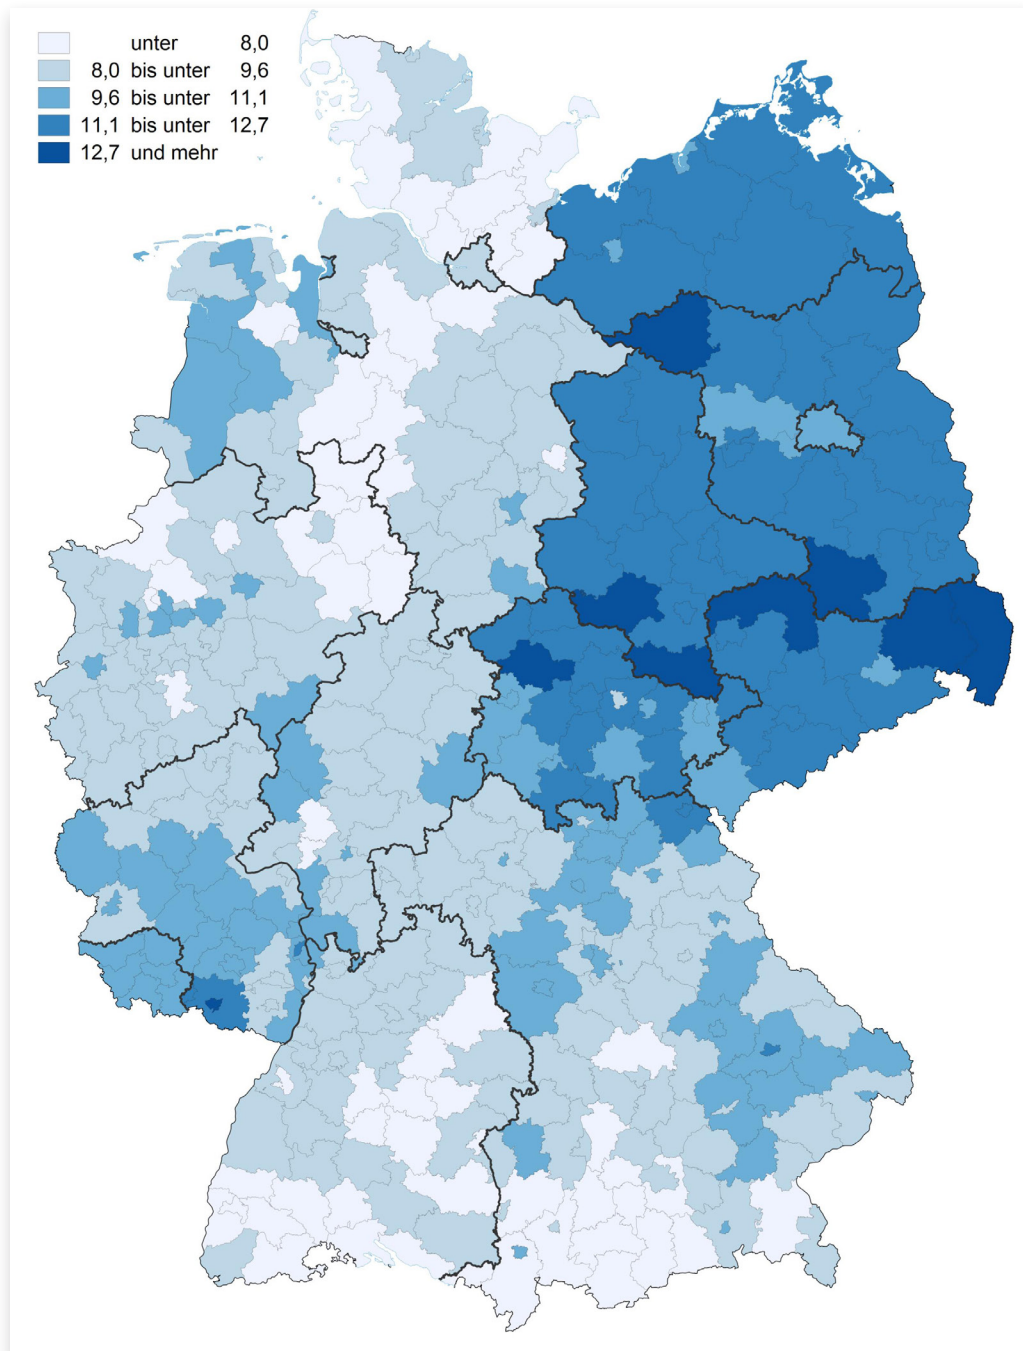 unter 8,0
8,0 bis unter 9,6
9,6 bis unter 11,1
11,1 bis unter 12,7
12,7 und mehr